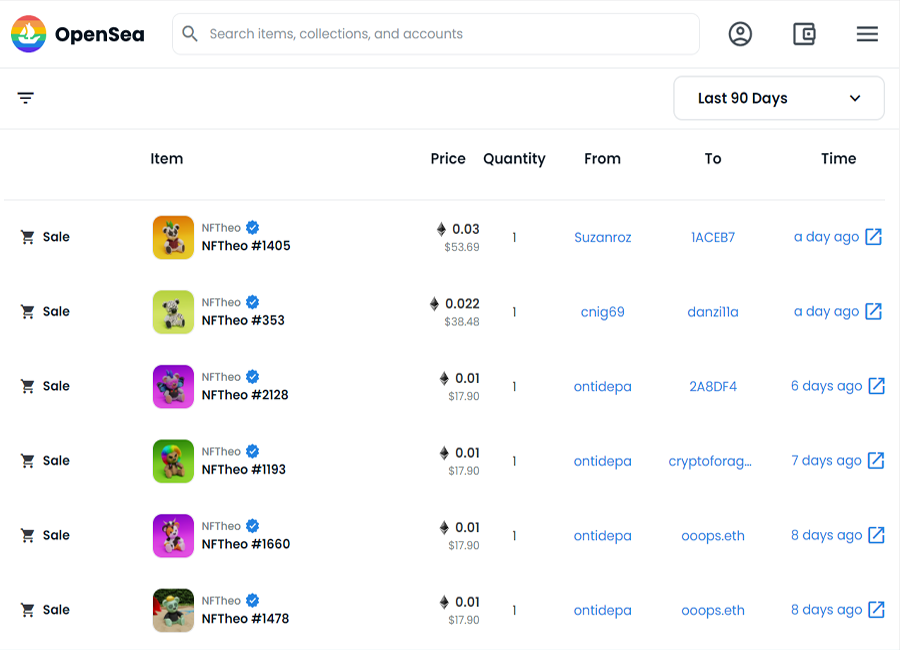 OpenSea
Search items, collections, and accounts
Last 90 Days
Item Price Quantity From To Time
Sale NFTheo NFTheo #1405 0.03 $53.69 1 Suzanroz 1ACEB7 a day ago
Sale NFTheo NFTheo #353 0.022 $38.48 1 cnig69 danzi11a a day ago
Sale NFTheo NFTheo #2128 0.01 $17.90 1 ontidepa 2A8DF4 6 days ago
Sale NFTheo NFTheo #1193 0.01 $17.90 1 ontidepa cryptoforag... 7 days ago
Sale NFTheo NFTheo #1660 0.01 $17.90 1 ontidepa ooops.eth 8 days ago
Sale NFTheo NFTheo #1478 0.01 $17.90 1 ontidepa ooops.eth 8 days ago